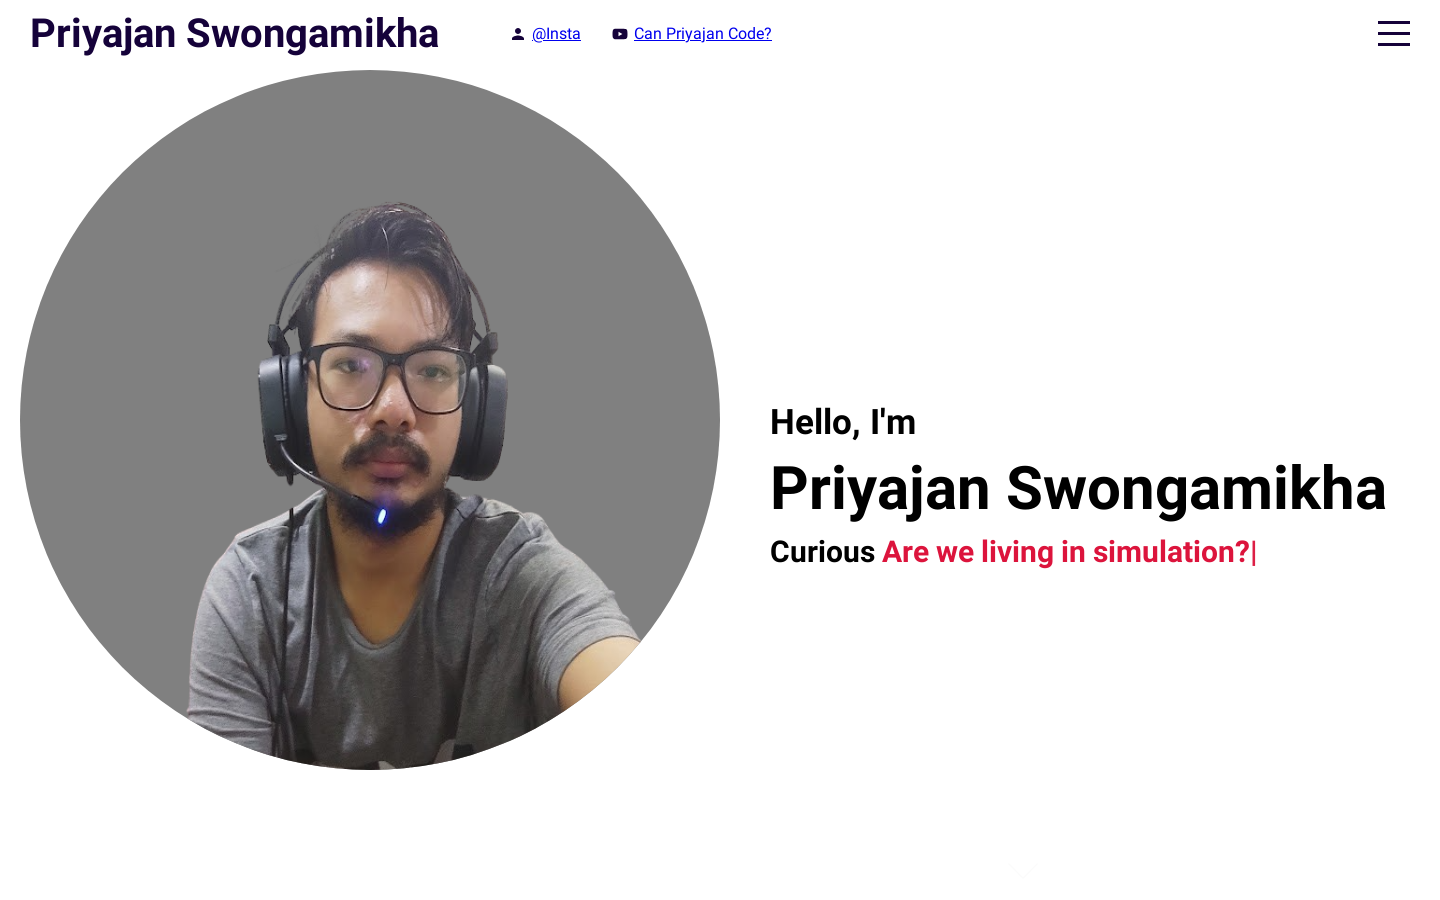 Priyajan Swongamikha
@Insta
Can Priyajan Code?
Hello, I'm
Priyajan Swongamikha
Curious Are we living in simulation?|